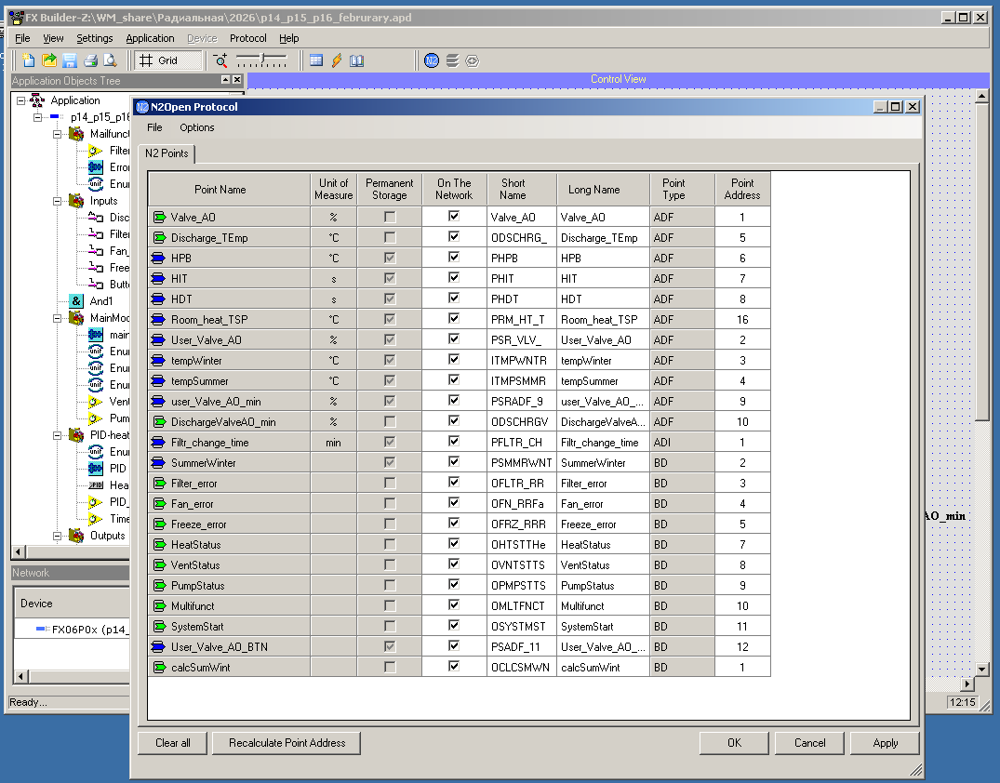 FX Builder-Z:\WM_share\Радиальная\2026\p14_p15_p16_februrary.apd
File View Settings Application Device Protocol Help
Grid
N2
Application Objects Tree
Control View
Application
p14_p15_p16
Mailfunct
Filter
Error
Enur
Inputs
Disc
Filter
Fan_
Free
Butt
& And1
MainMod
main
Enur
Enur
Enur
Vent
Pum
PID-heat
Enur
PID
Hea
PID_
Time
Outputs
Network
Device
FX06P0x (p14_
Ready...
AO_min
12:15
N2 N2Open Protocol
File Options
N2 Points
Point Name Unit of Measure Permanent Storage On The Network Short Name Long Name Point Type Point Address
Valve_AO % Valve_AO Valve_AO ADF 1
Discharge_TEmp °C ODSCHRG_ Discharge_TEmp ADF 5
HPB °C PHPB HPB ADF 6
HIT s PHIT HIT ADF 7
HDT s PHDT HDT ADF 8
Room_heat_TSP °C PRM_HT_T Room_heat_TSP ADF 16
User_Valve_AO % PSR_VLV_ User_Valve_AO ADF 2
tempWinter °C ITMPWNTR tempWinter ADF 3
tempSummer °C ITMPSMMR tempSummer ADF 4
user_Valve_AO_min % PSRADF_9 user_Valve_AO_... ADF 9
DischargeValveAO_min % ODSCHRGV DischargeValveA... ADF 10
Filtr_change_time min PFLTR_CH Filtr_change_time ADI 1
SummerWinter PSMMRWNT SummerWinter BD 2
Filter_error OFLTR_RR Filter_error BD 3
Fan_error OFN_RRFa Fan_error BD 4
Freeze_error OFRZ_RRR Freeze_error BD 5
HeatStatus OHTSTTHe HeatStatus BD 7
VentStatus OVNTSTTS VentStatus BD 8
PumpStatus OPMPSTTS PumpStatus BD 9
Multifunct OMLTFNCT Multifunct BD 10
SystemStart OSYSTMST SystemStart BD 11
User_Valve_AO_BTN PSADF_11 User_Valve_AO_... BD 12
calcSumWint OCLCSMWN calcSumWint BD 1
Clear all Recalculate Point Address OK Cancel Apply